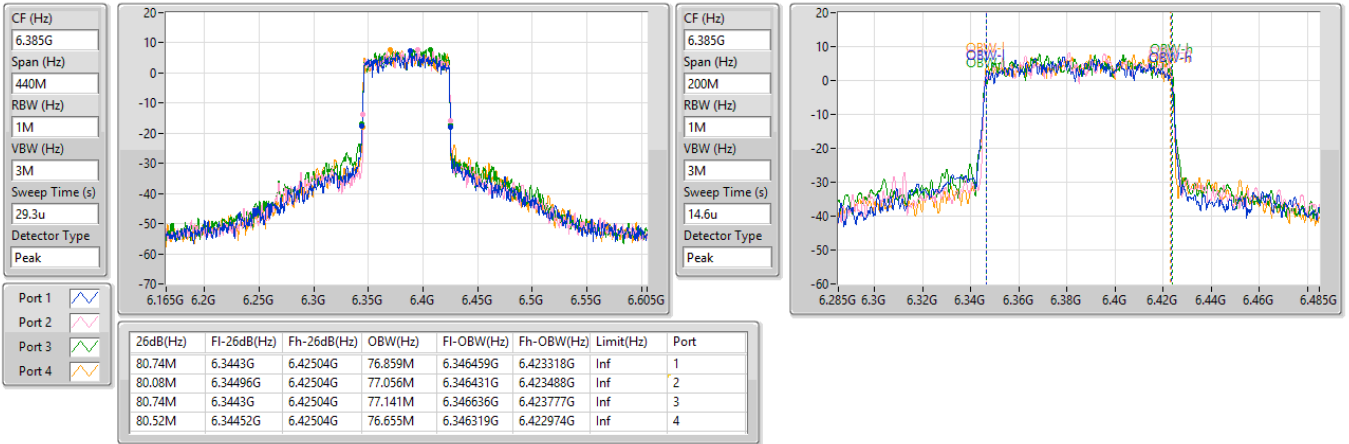 CF (Hz)
6.385G
Span (Hz)
440M
RBW (Hz)
1M
VBW (Hz)
3M
Sweep Time (s)
29.3u
Detector Type
Peak
20
10
0
-10
-20
-30
-40
-50
-60
-70
6.165G 6.2G 6.25G 6.3G 6.35G 6.4G 6.45G 6.5G 6.55G 6.605G
CF (Hz)
6.385G
Span (Hz)
200M
RBW (Hz)
1M
VBW (Hz)
3M
Sweep Time (s)
14.6u
Detector Type
Peak
20
10
0
-10
-20
-30
-40
-50
-60
OBW-l OBW-h
6.285G 6.3G 6.32G 6.34G 6.36G 6.38G 6.4G 6.42G 6.44G 6.46G 6.485G
Port 1
Port 2
Port 3
Port 4
26dB(Hz) Fl-26dB(Hz) Fh-26dB(Hz) OBW(Hz) Fl-OBW(Hz) Fh-OBW(Hz) Limit(Hz) Port
80.74M 6.3443G 6.42504G 76.859M 6.346459G 6.423318G Inf 1
80.08M 6.34496G 6.42504G 77.056M 6.346431G 6.423488G Inf 2
80.74M 6.3443G 6.42504G 77.141M 6.346636G 6.423777G Inf 3
80.52M 6.34452G 6.42504G 76.655M 6.346319G 6.422974G Inf 4